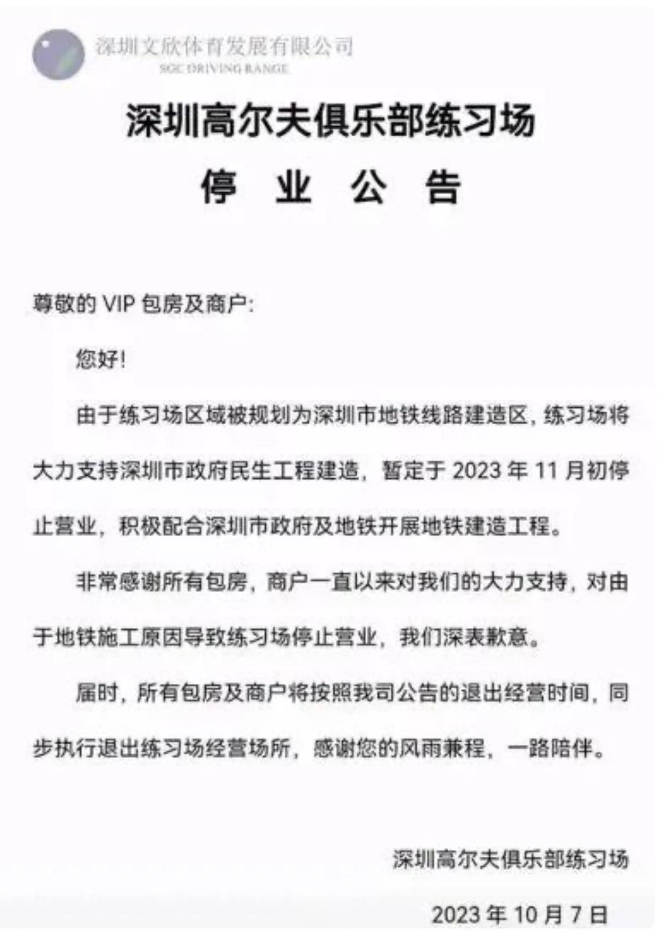 深圳文欣体育发展有限公司
SGC DRIVING RANGE
深圳高尔夫俱乐部练习场
停 业 公 告
尊敬的 VIP 包房及商户:
您好!
由于练习场区域被规划为深圳市地铁线路建造区, 练习场将
大力支持深圳市政府民生工程建造, 暂定于 2023 年 11 月初停
止营业, 积极配合深圳市政府及地铁开展地铁建造工程。
非常感谢所有包房, 商户一直以来对我们的大力支持, 对由
于地铁施工原因导致练习场停止营业, 我们深表歉意。
届时, 所有包房及商户将按照我司公告的退出经营时间, 同
步执行退出练习场经营场所, 感谢您的风雨兼程, 一路陪伴。
深圳高尔夫俱乐部练习场
2023 年 10 月 7 日